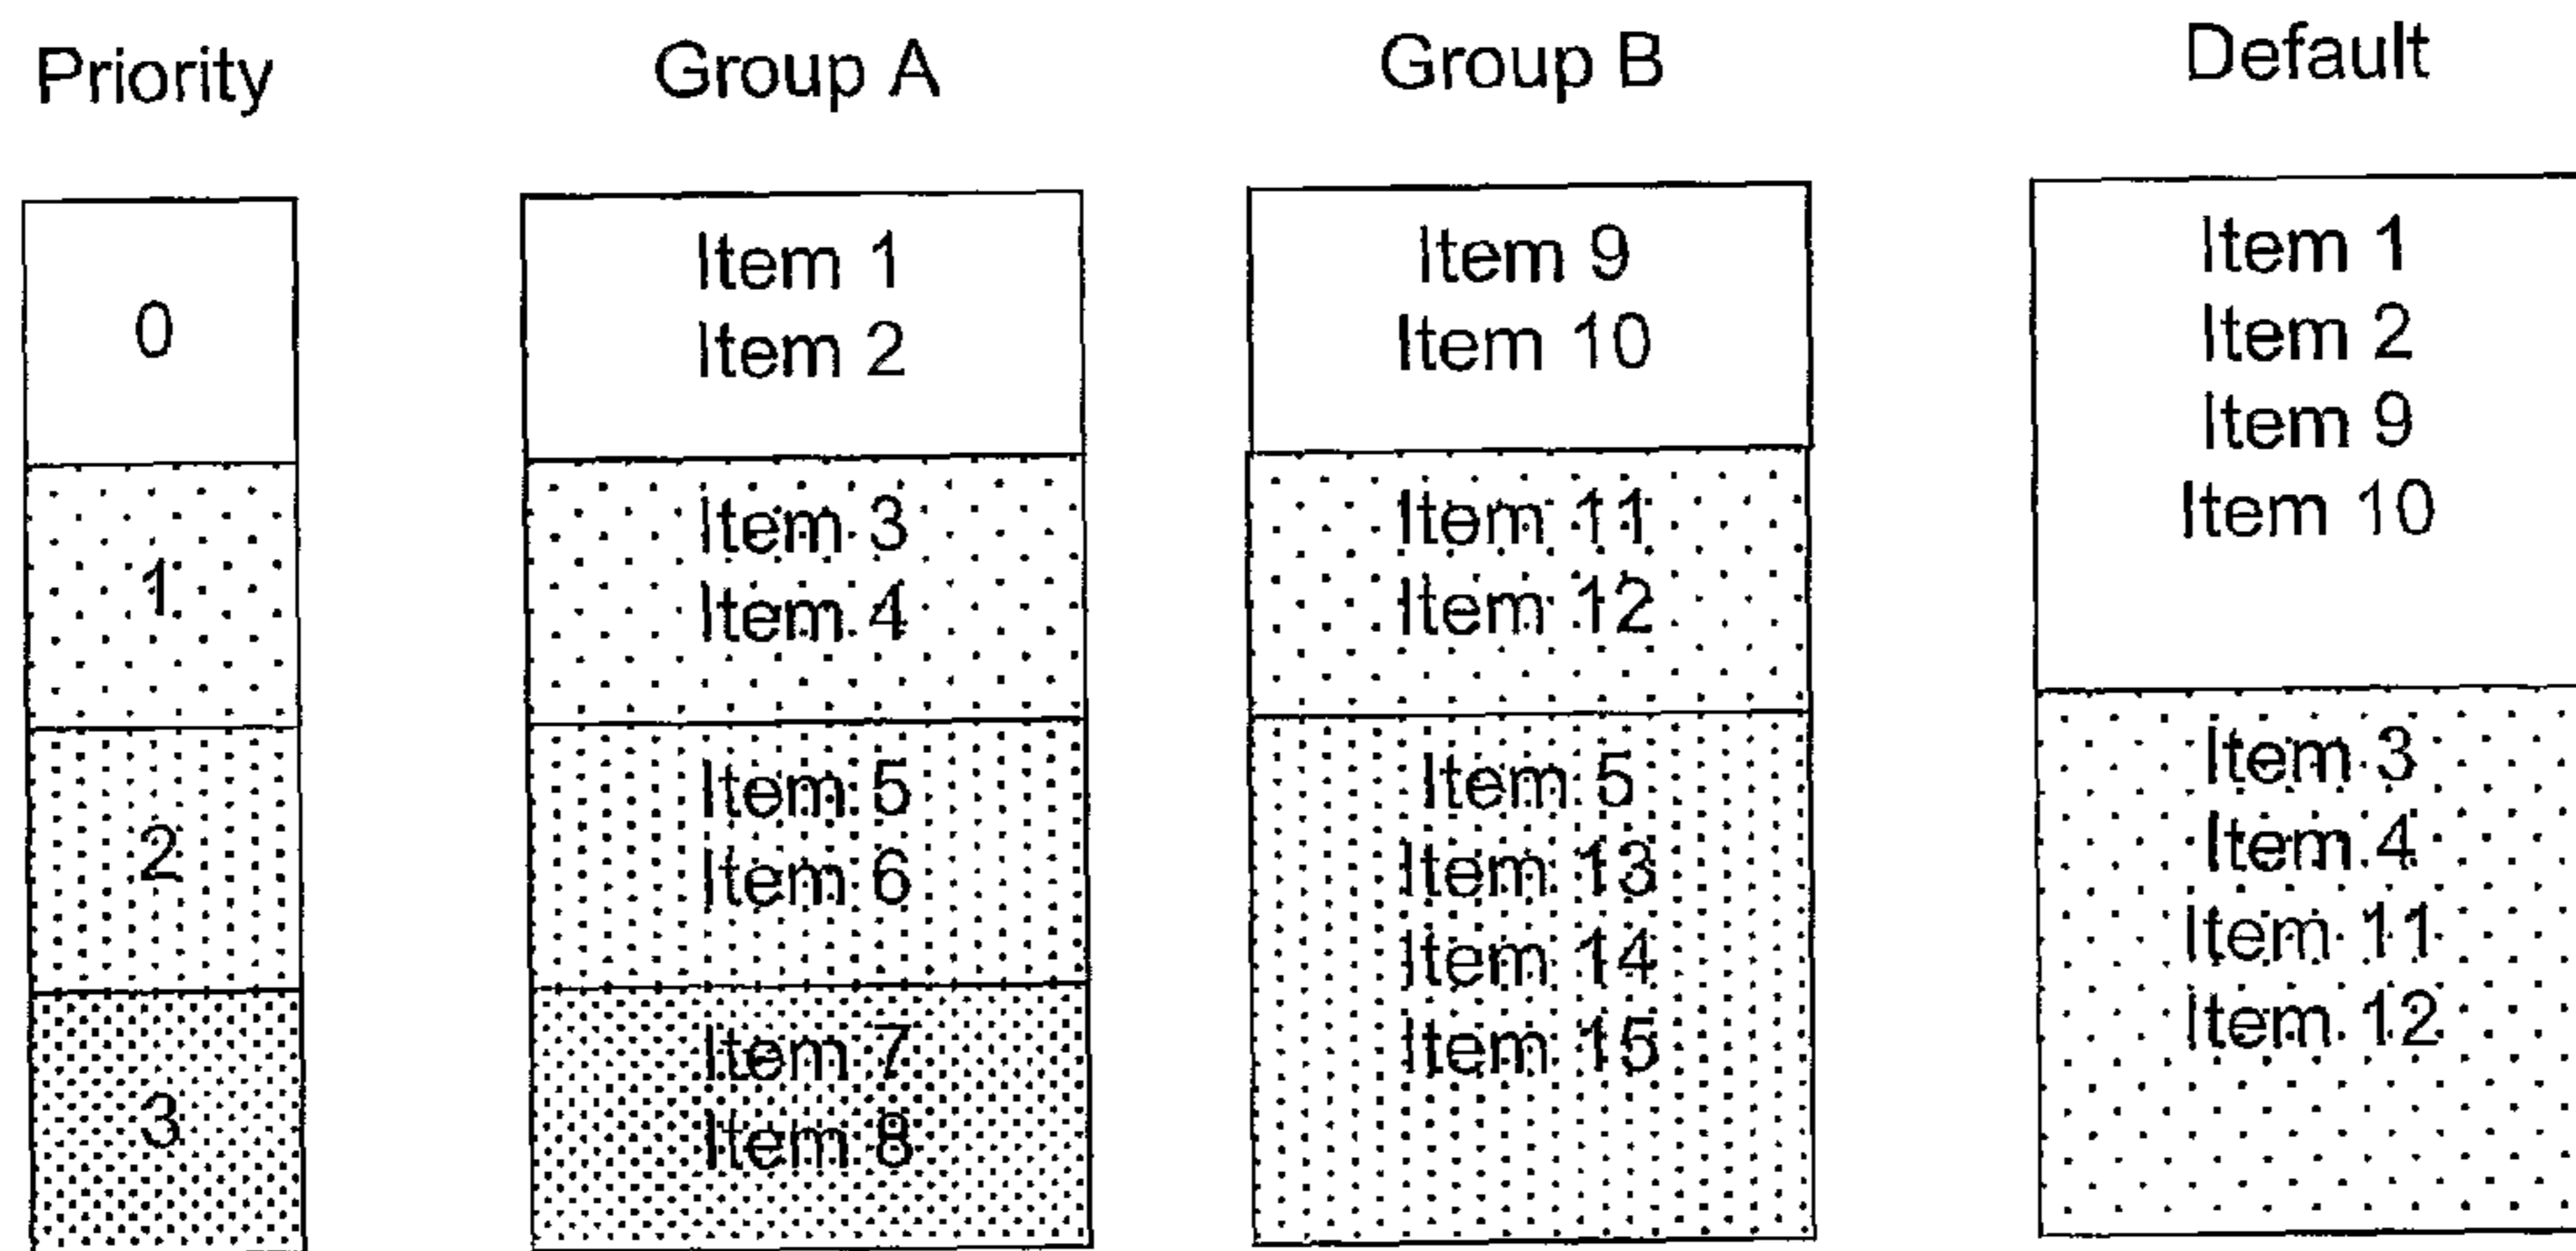 Priority
Group A
Group B
Default
0
1
2
3
Item 1
Item 2
Item 3
Item 4
Item 5
Item 6
Item 7
Item 8
Item 9
Item 10
Item 11
Item 12
Item 5
Item 13
Item 14
Item 15
Item 1
Item 2
Item 9
Item 10
Item 3
Item 4
Item 11
Item 12